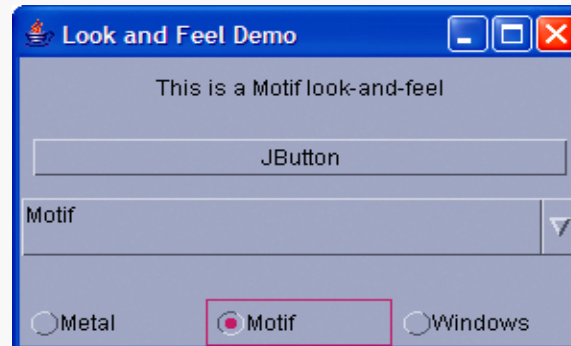 Look and Feel Demo
This is a Motif look-and-feel
JButton
Motif
Metal Motif Windows